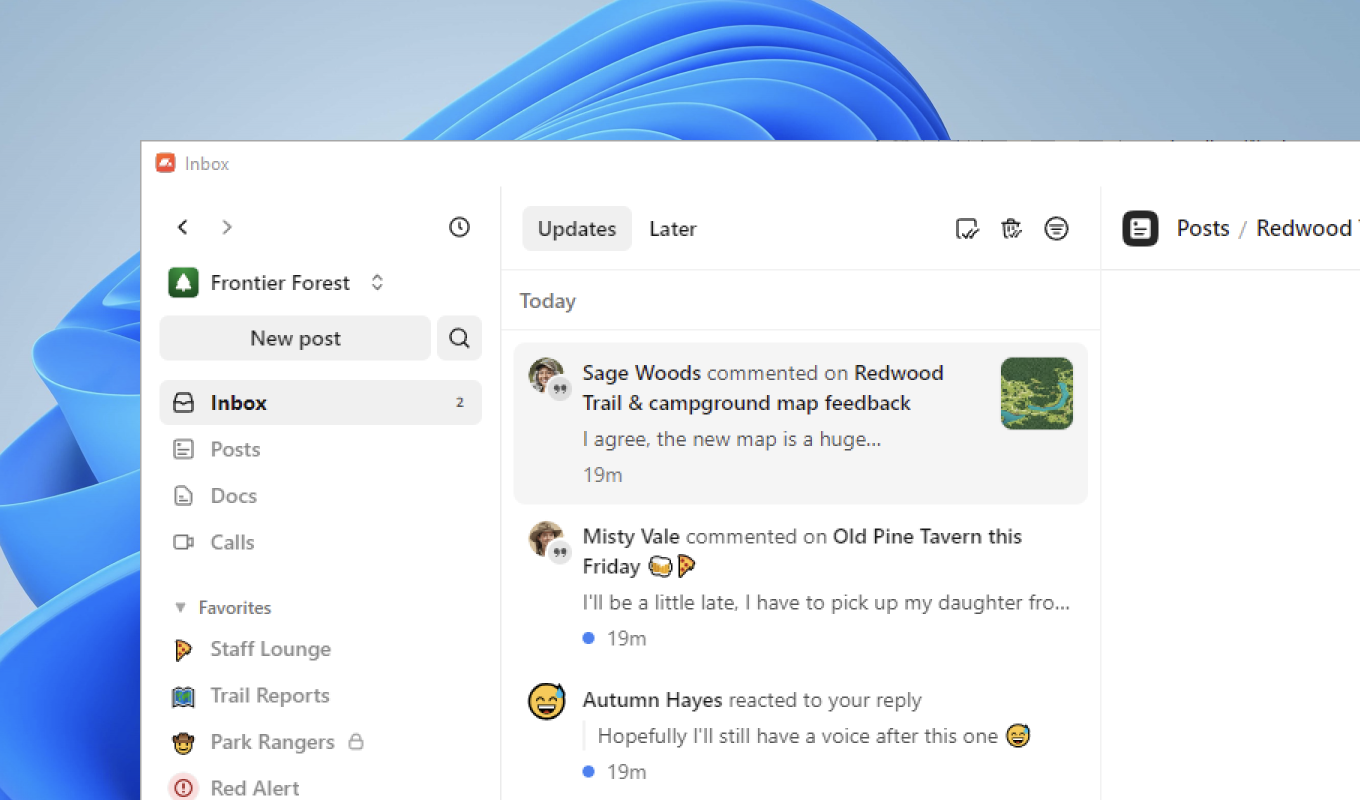 Inbox
Frontier Forest
New post
Inbox 2
Posts
Docs
Calls
Favorites
Staff Lounge
Trail Reports
Park Rangers
Red Alert
Updates Later
Today
Sage Woods commented on Redwood
Trail & campground map feedback
I agree, the new map is a huge...
19m
Misty Vale commented on Old Pine Tavern this
Friday 🍻🍕
I'll be a little late, I have to pick up my daughter fro...
19m
Autumn Hayes reacted to your reply
Hopefully I'll still have a voice after this one 😅
19m
Posts / Redwood